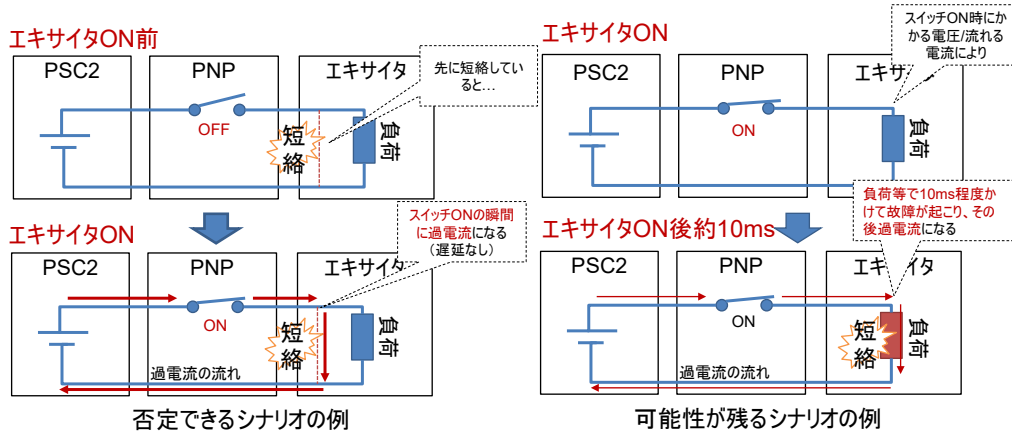 エキサイタON前
PSC2
PNP
エキサイタ
先に短絡してい
ると…
OFF
短
絡
負荷
エキサイタON
PSC2
PNP
エキサイタ
スイッチONの瞬間
に過電流になる
（遅延なし）
ON
短
絡
負荷
過電流の流れ
否定できるシナリオの例
エキサイタON
PSC2
PNP
エキサイタ
スイッチON時にか
かる電圧/流れる
電流により
ON
負荷
エキサイタON後約10ms
PSC2
PNP
エキサイタ
負荷等で10ms程度か
けて故障が起こり、その
後過電流になる
ON
短
絡
負荷
過電流の流れ
可能性が残るシナリオの例